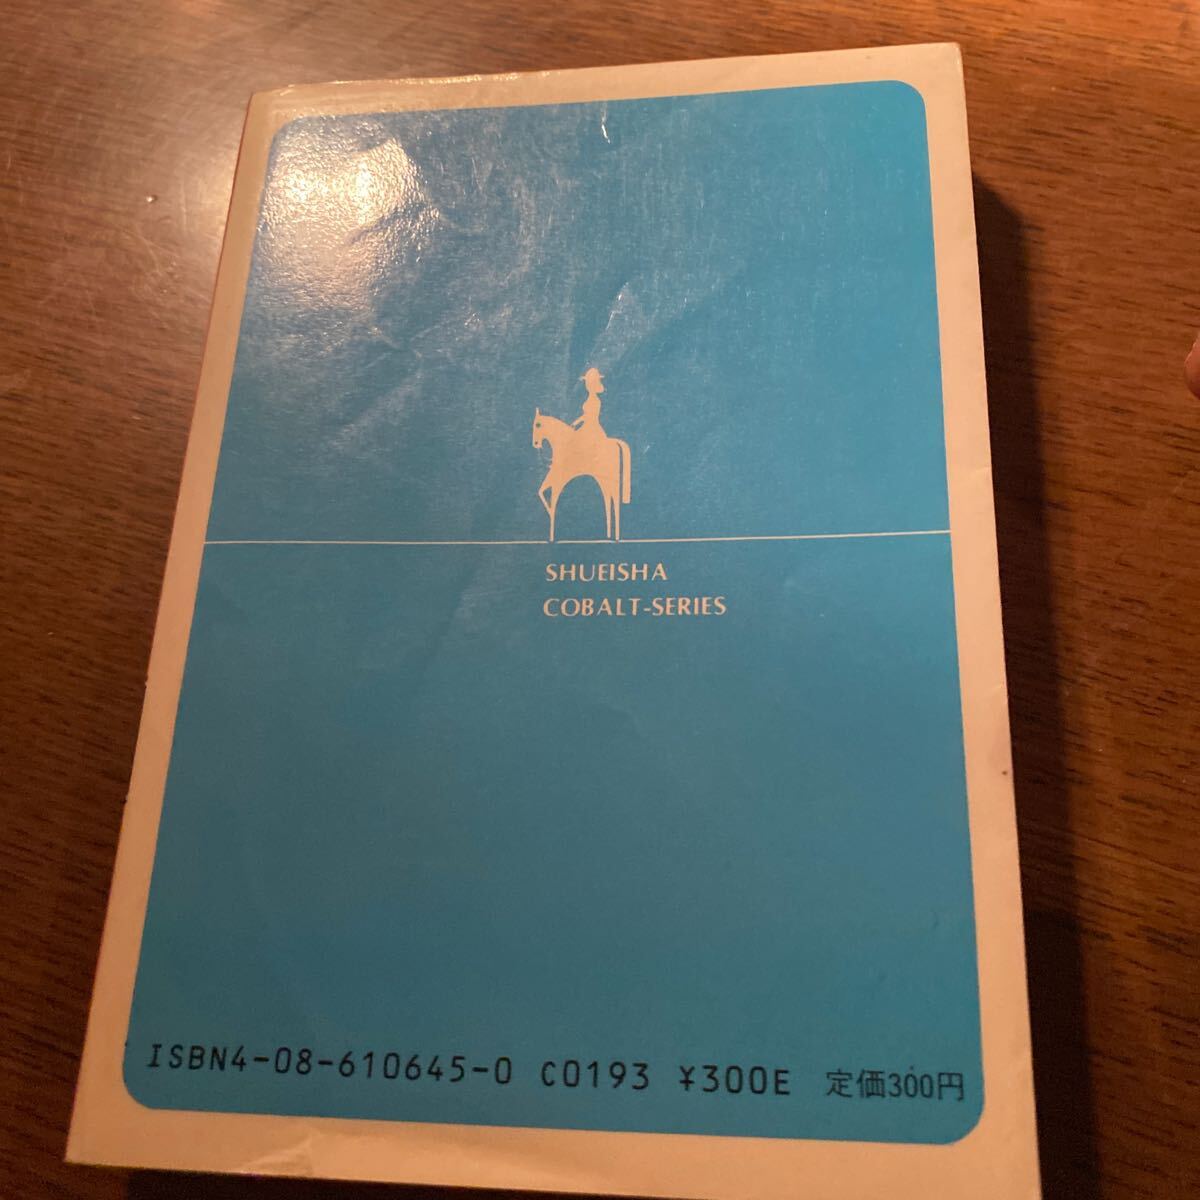 SHUEISHA
COBALT-SERIES
ISBN4-08-610645-0 C0193 ¥300E 定価300円